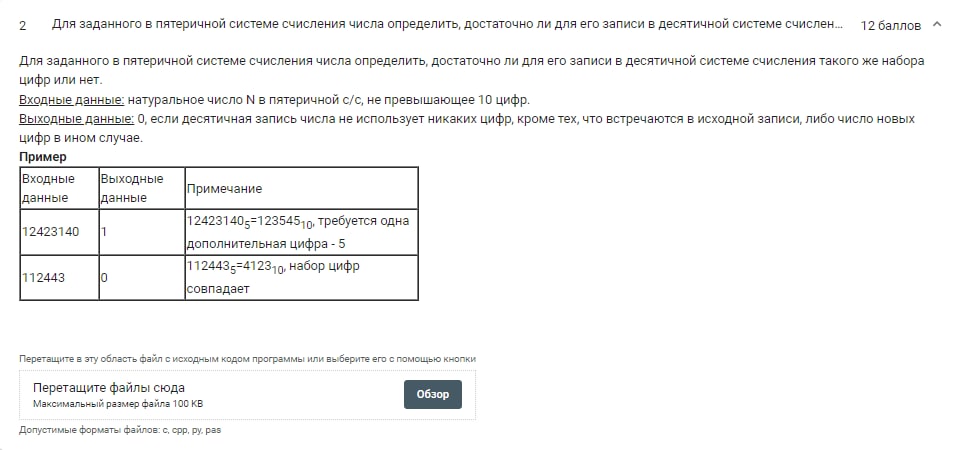 2 Для заданного в пятеричной системе счисления числа определить, достаточно ли для его записи в десятичной системе счислен... 12 баллов
Для заданного в пятеричной системе счисления числа определить, достаточно ли для его записи в десятичной системе счисления такого же набора
цифр или нет.
Входные данные: натуральное число N в пятеричной с/с, не превышающее 10 цифр.
Выходные данные: 0, если десятичная запись числа не использует никаких цифр, кроме тех, что встречаются в исходной записи, либо число новых
цифр в ином случае.
Пример
Входные данные
Выходные данные
Примечание
12423140
1
12423140₅=123545₁₀, требуется одна
дополнительная цифра - 5
112443
0
112443₅=4123₁₀, набор цифр
совпадает
Перетащите в эту область файл с исходным кодом программы или выберите его с помощью кнопки
Перетащите файлы сюда
Максимальный размер файла 100 KB
Обзор
Допустимые форматы файлов: c, cpp, py, pas